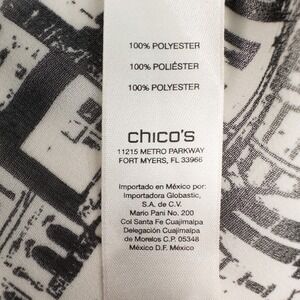 100% POLYESTER
100% POLIÉSTER
100% POLYESTER
chico's
11215 METRO PARKWAY
FORT MYERS, FL 33966
Importado en México por:
Importadora Globastic,
S.A. de C.V.
Mario Pani No. 200
Col Santa Fe Cuajimalpa
Delegación Cuajimalpa
de Morelos C.P. 05348
México D.F. México